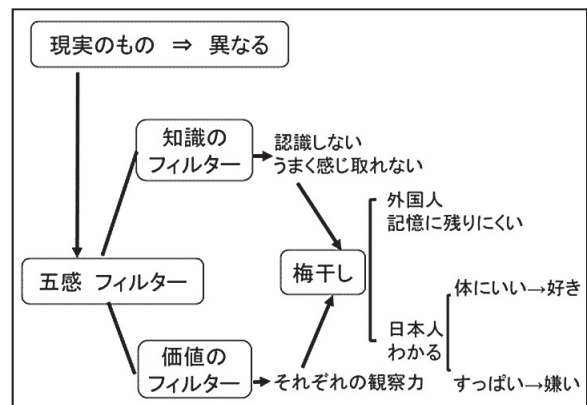 現実のもの ⇒ 異なる
知識の
フィルター
認識しない
うまく感じ取れない
外国人
記憶に残りにくい
五感 フィルター
梅干し
体にいい→好き
日本人
わかる
価値の
フィルター
それぞれの観察力
すっぱい→嫌い